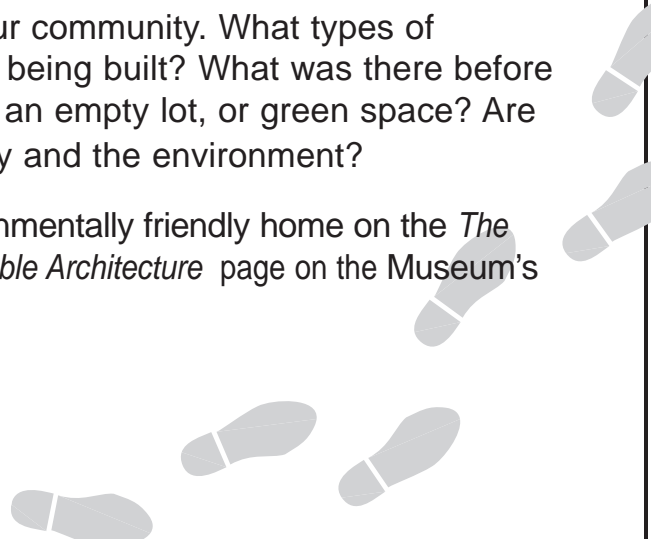 ur community. What types of
being built? What was there before
an empty lot, or green space? Are
y and the environment?
nmentally friendly home on the The
ble Architecture page on the Museum's